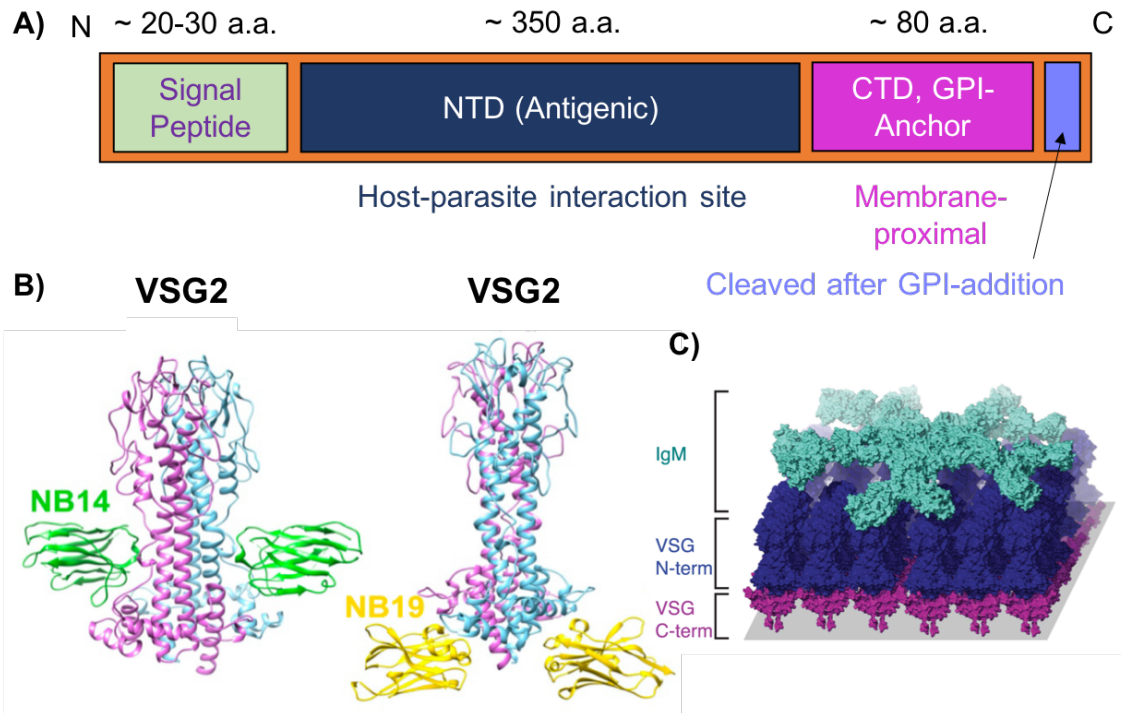 A) N ~ 20-30 a.a. ~ 350 a.a. ~ 80 a.a. C
Signal
Peptide
NTD (Antigenic)
CTD, GPI-
Anchor
Host-parasite interaction site
Membrane-
proximal
Cleaved after GPI-addition
B) VSG2 VSG2
NB14
NB19
C)
IgM
VSG
N-term
VSG
C-term